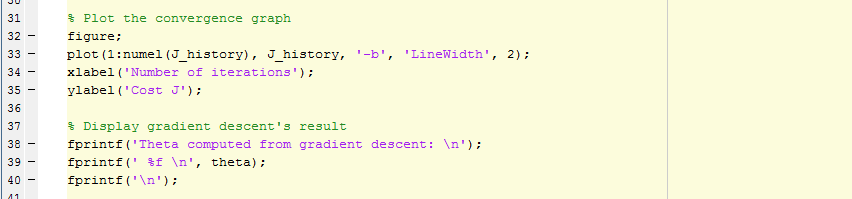 31 % Plot the convergence graph
32 – figure;
33 – plot(1:numel(J_history), J_history, '-b', 'LineWidth', 2);
34 – xlabel('Number of iterations');
35 – ylabel('Cost J');
36
37 % Display gradient descent's result
38 – fprintf('Theta computed from gradient descent: \n');
39 – fprintf(' %f \n', theta);
40 – fprintf('\n');